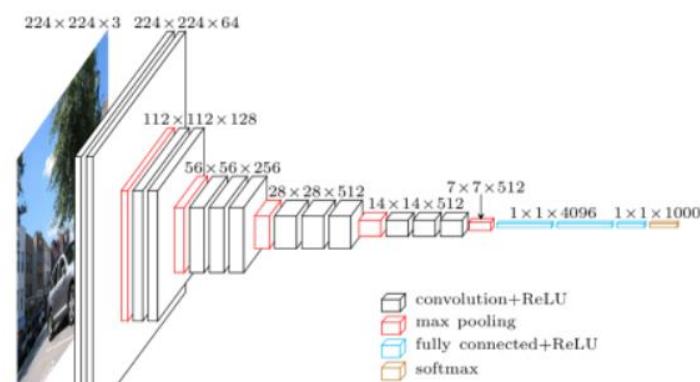 224×224×3
224×224×64
112×112×128
56×56×256
28×28×512
14×14×512
7×7×512
1×1×4096
1×1×1000
convolution+ReLU
max pooling
fully connected+ReLU
softmax